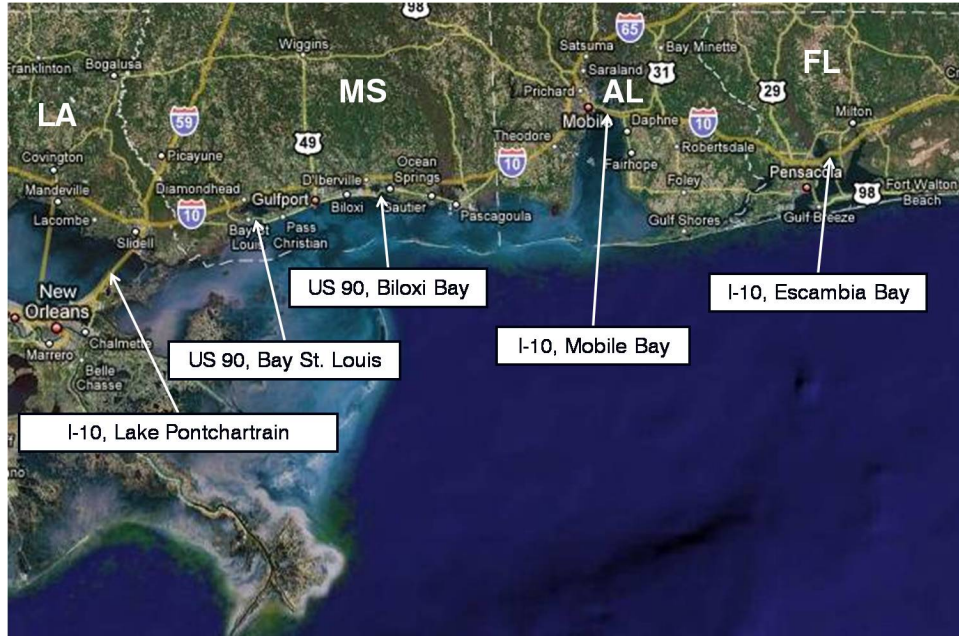 98
65
Wiggins
Satsuma
Bay Minette
FL
Franklinton
Bogalusa
Saraland
31
MS
Prichard
AL
29
LA
59
Mobile
Daphne
10
Milton
49
Theodore
Robertsdale
Covington
Picayune
Ocean
Springs
10
Fairhope
Pensacola
Mandeville
Diamondhead
D'Iberville
Foley
98
Fort Walton
Beach
Lacombe
10
Gulfport
Biloxi
Gautier
Pascagoula
Gulf Shores
Gulf Breeze
Slidell
Bay St
Louis
Pass
Christian
US 90, Biloxi Bay
I-10, Escambia Bay
New
Orleans
Chalmette
US 90, Bay St. Louis
I-10, Mobile Bay
Marrero
Belle
Chasse
I-10, Lake Pontchartrain